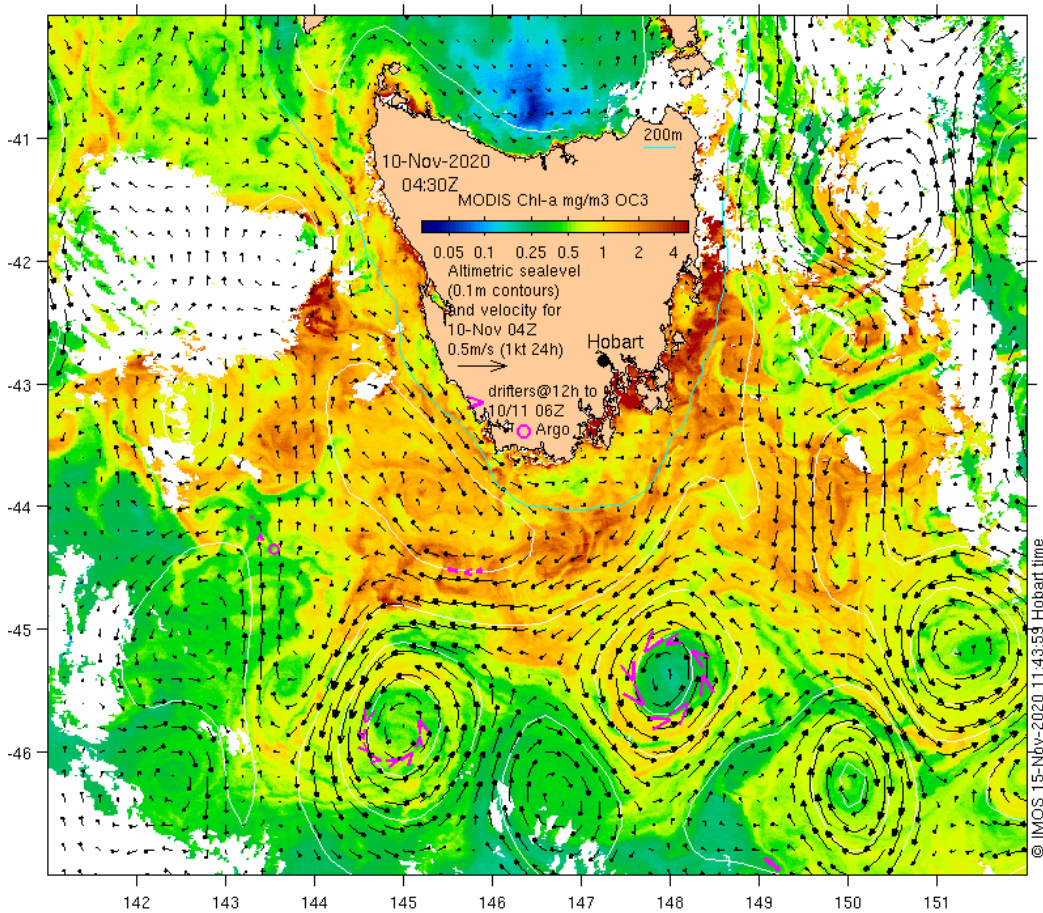 10-Nov-2020
04:30Z
200m
MODIS Chl-a mg/m3 OC3
0.05 0.1 0.25 0.5 1 2 4
Altimetric sealevel
(0.1m contours)
and velocity for
10-Nov 04Z
0.5m/s (1kt 24h)
Hobart
drifters@12h to
10/11 06Z
Argo
-41
-42
-43
-44
-45
-46
142 143 144 145 146 147 148 149 150 151
© IMOS 15-Nov-2020 11:43:59 Hobart time